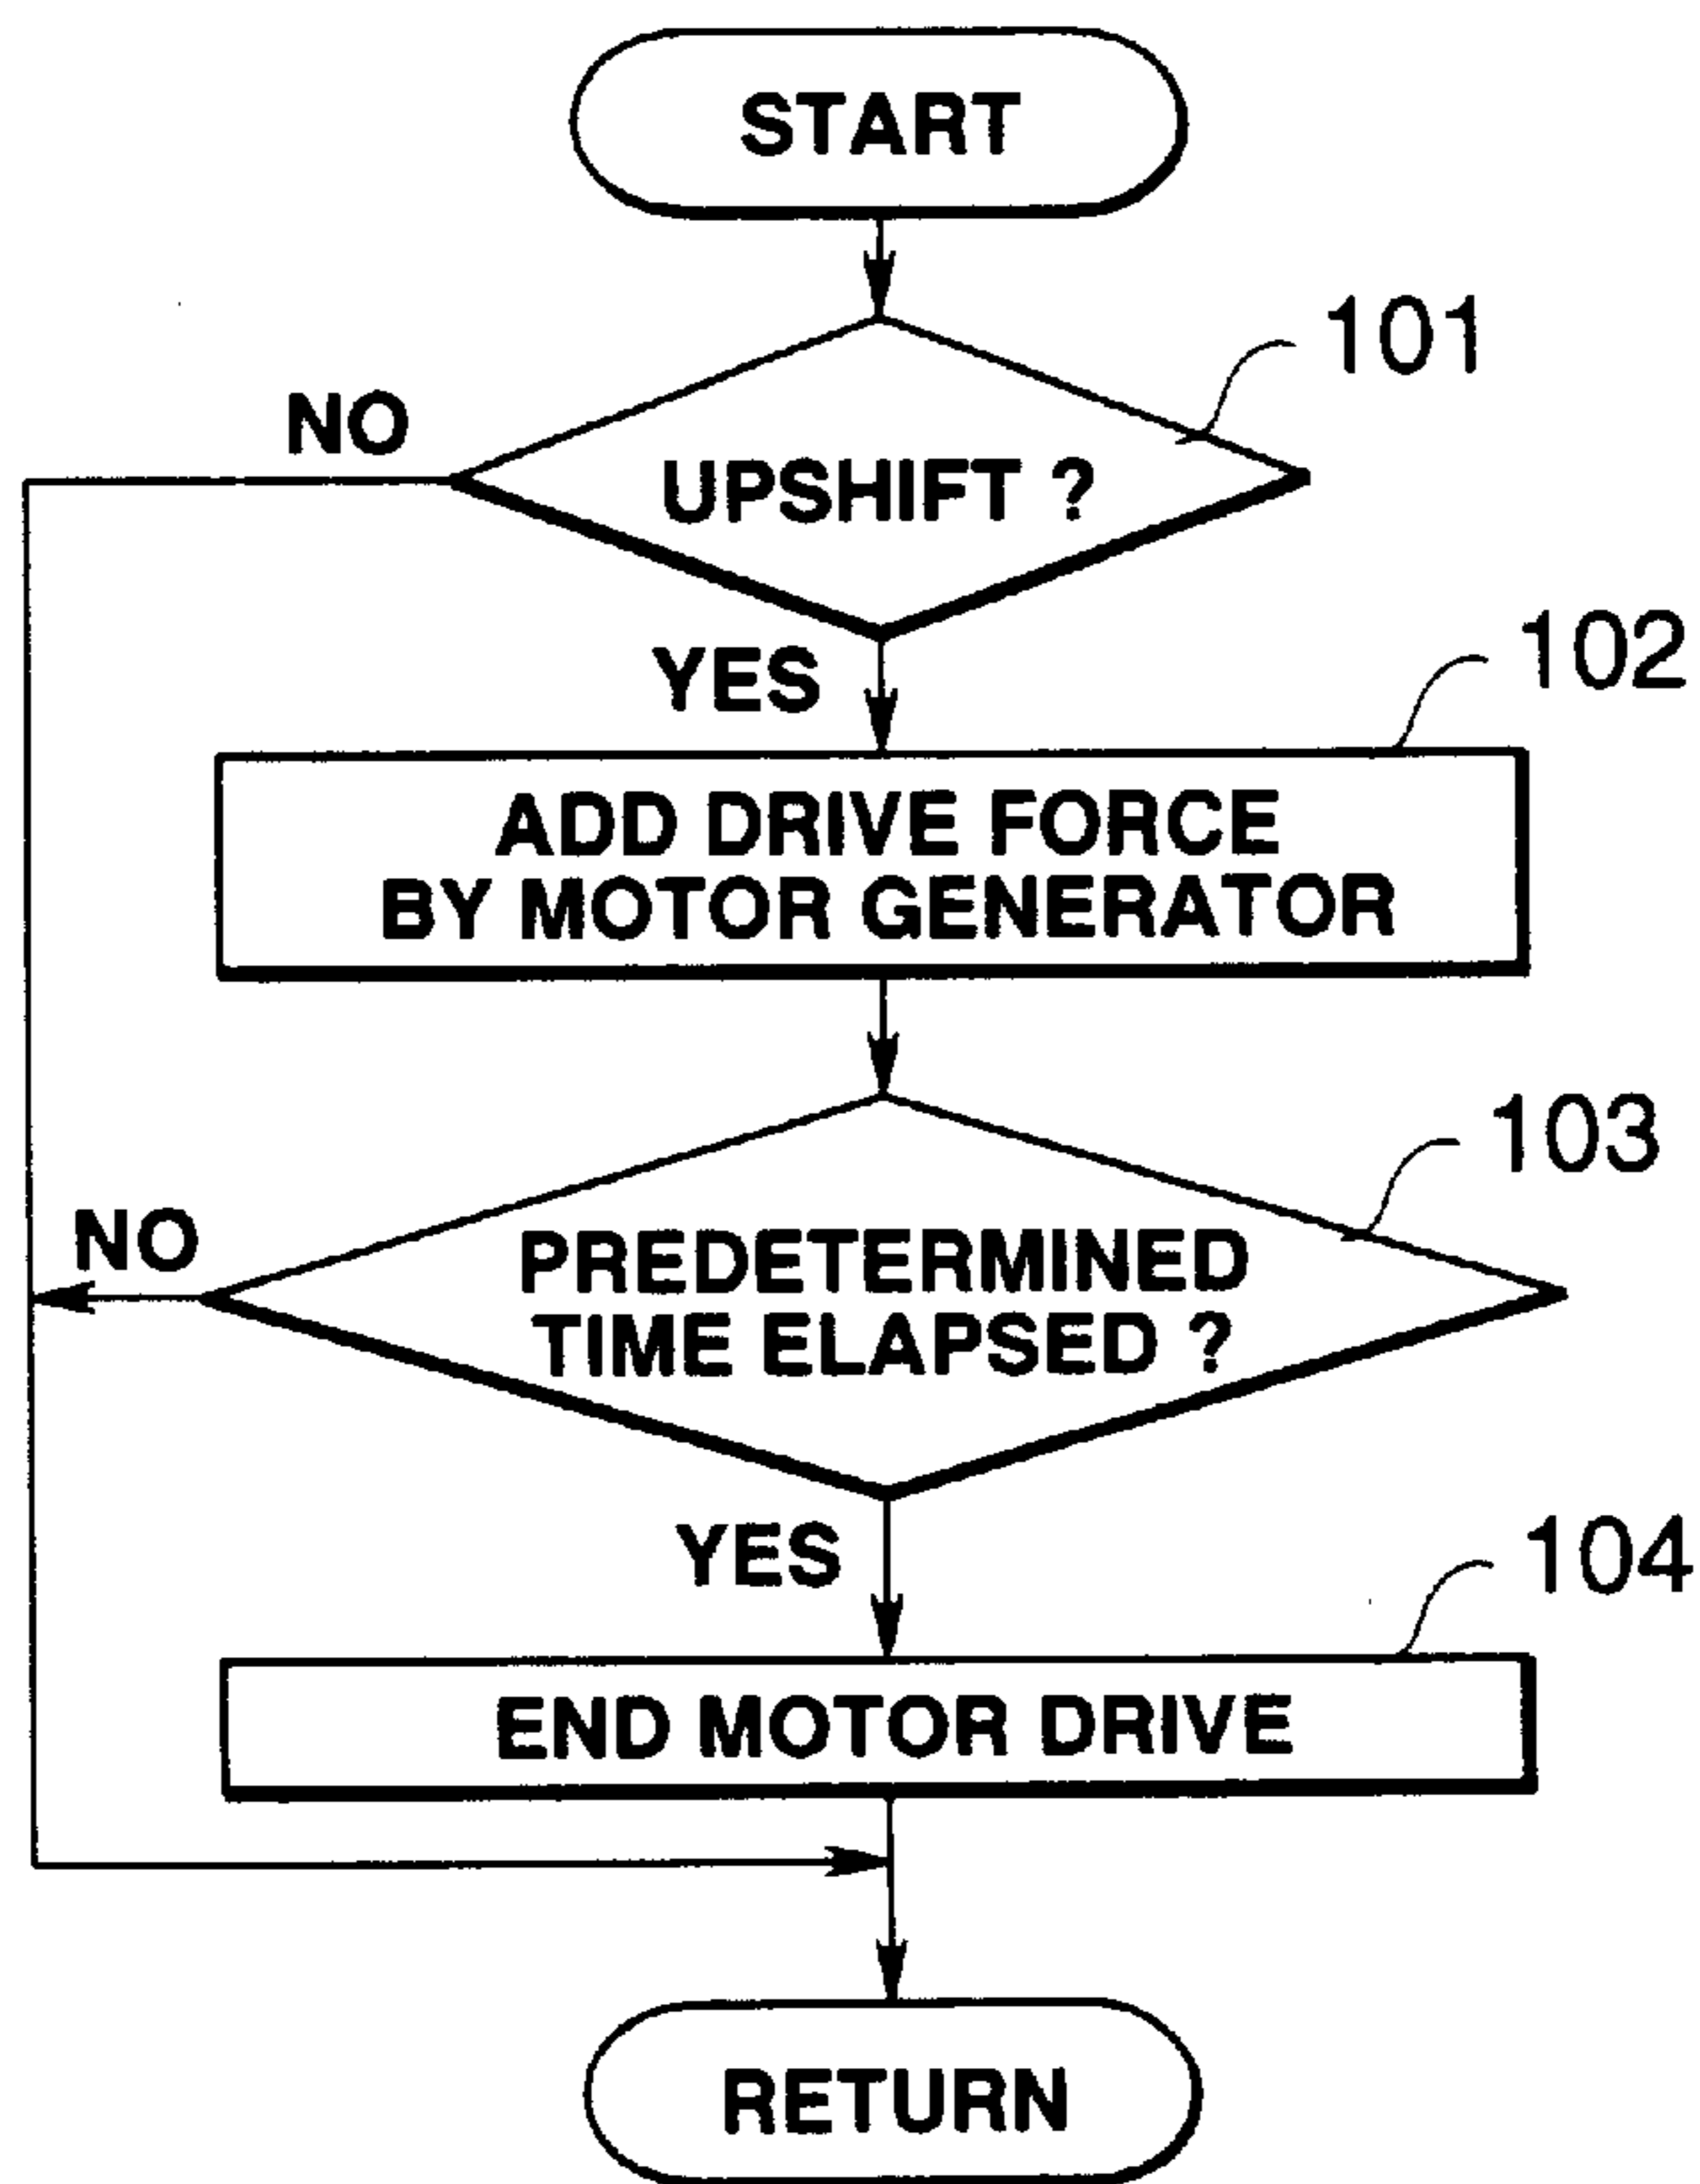 START
101
NO
UPSHIFT ?
YES
102
ADD DRIVE FORCE
BY MOTOR GENERATOR
103
NO
PREDETERMINED
TIME ELAPSED ?
YES
104
END MOTOR DRIVE
RETURN